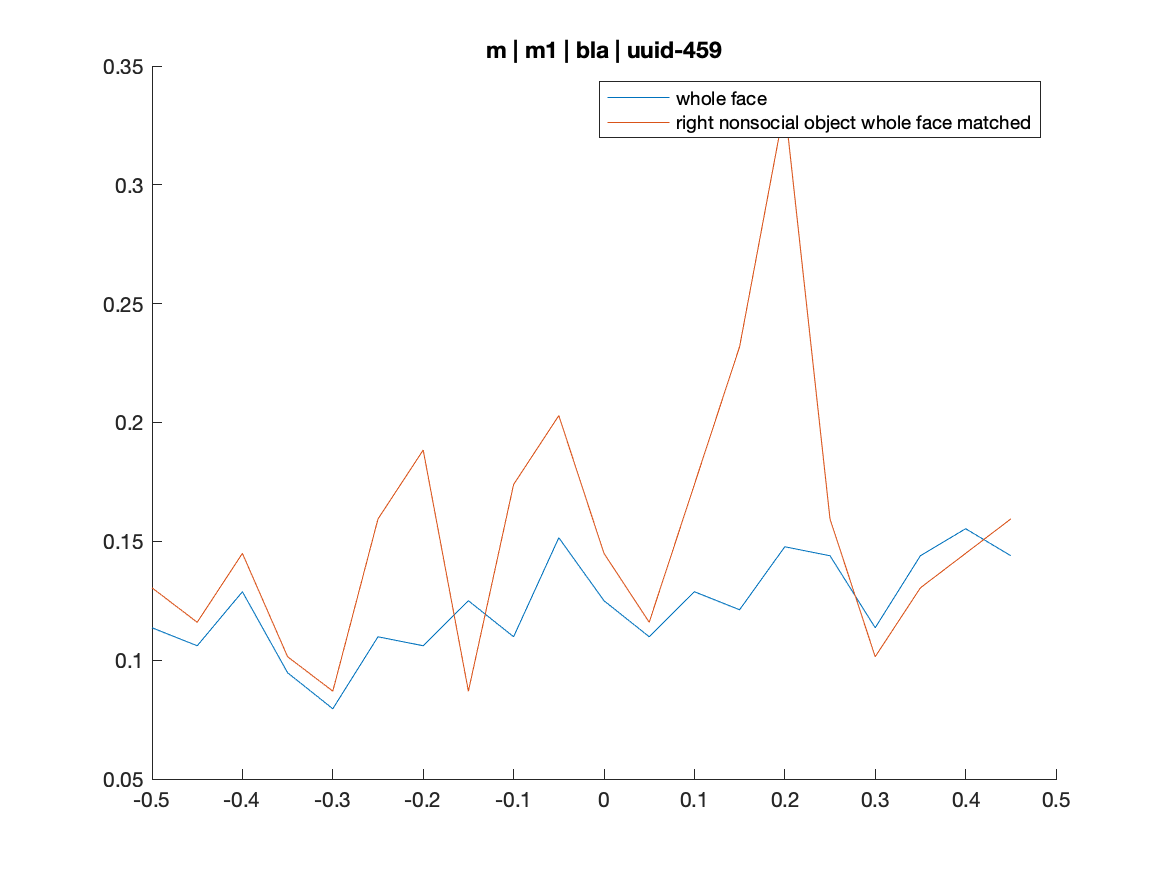 m | m1 | bla | uuid-459
whole face
right nonsocial object whole face matched
0.35
0.3
0.25
0.2
0.15
0.1
0.05
-0.5 -0.4 -0.3 -0.2 -0.1 0 0.1 0.2 0.3 0.4 0.5